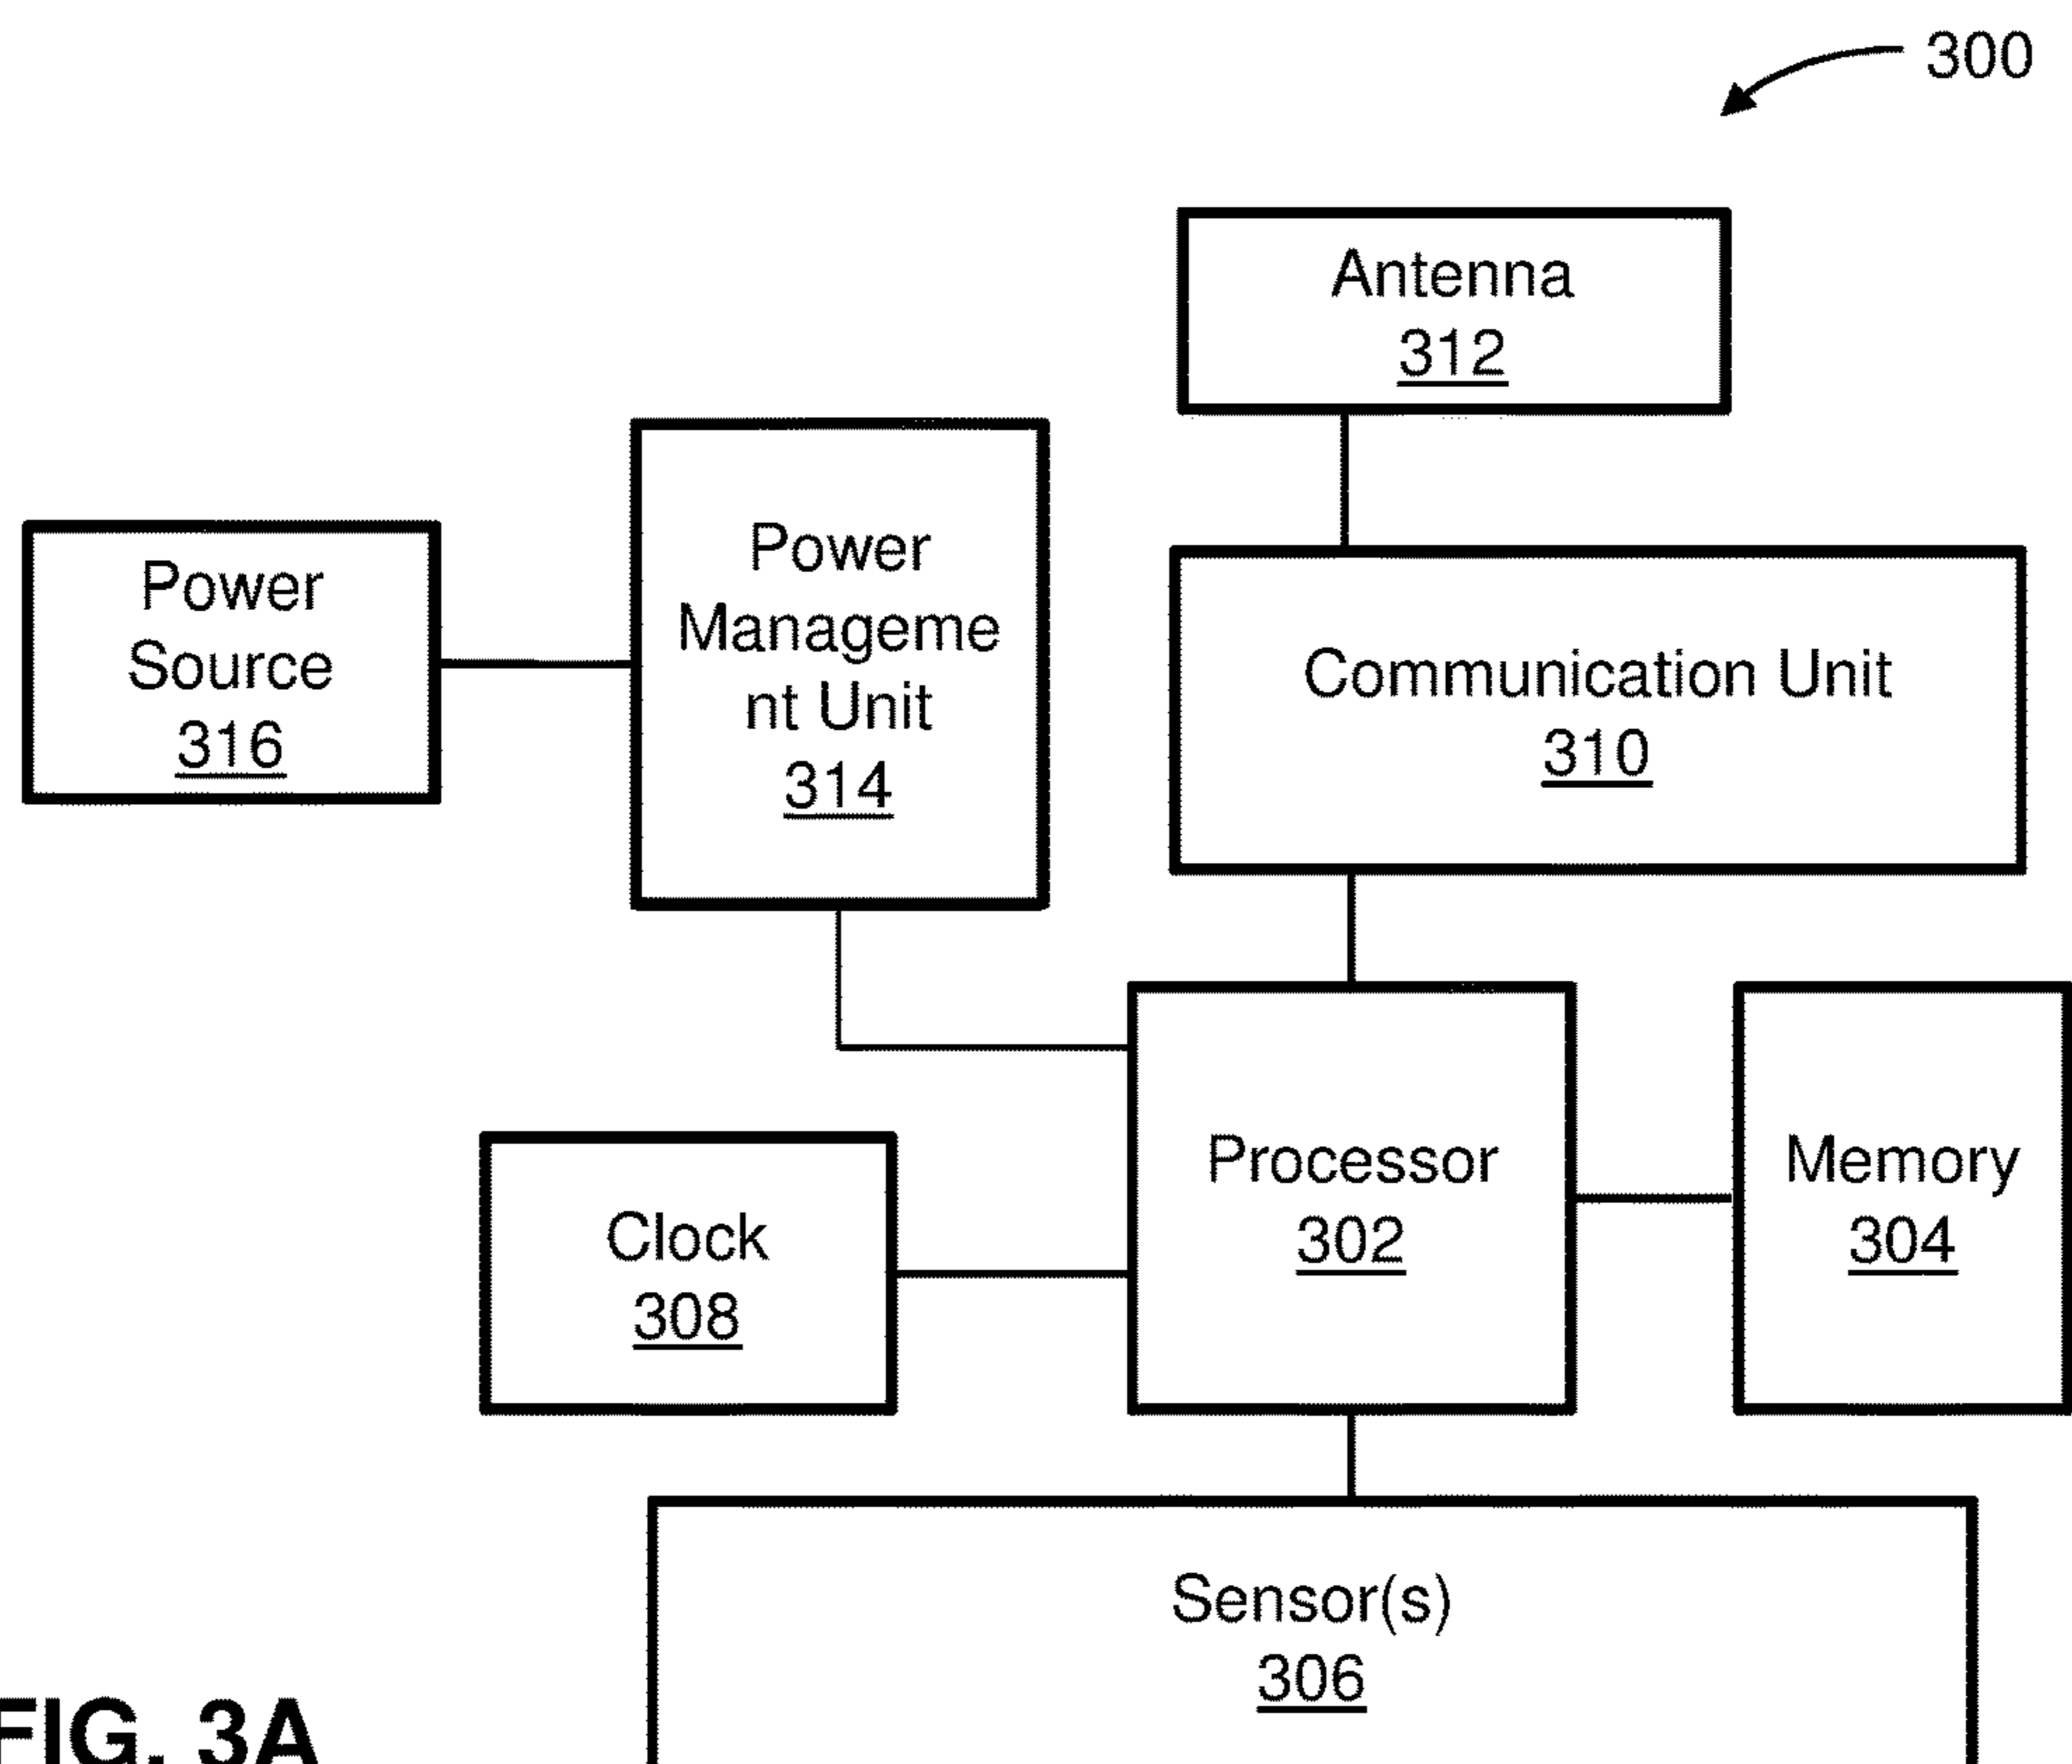 300
Antenna
312
Power
Manageme
nt Unit
314
Power
Source
316
Communication Unit
310
Processor
302
Memory
304
Clock
308
Sensor(s)
306
FIG. 3A